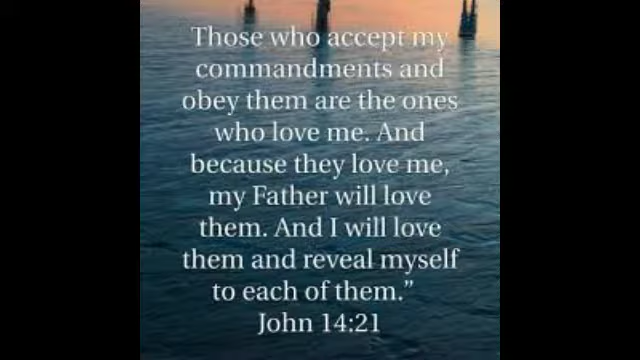 Those who accept my
commandments and
obey them are the ones
who love me. And
because they love me,
my Father will love
them. And I will love
them and reveal myself
to each of them.”
John 14:21